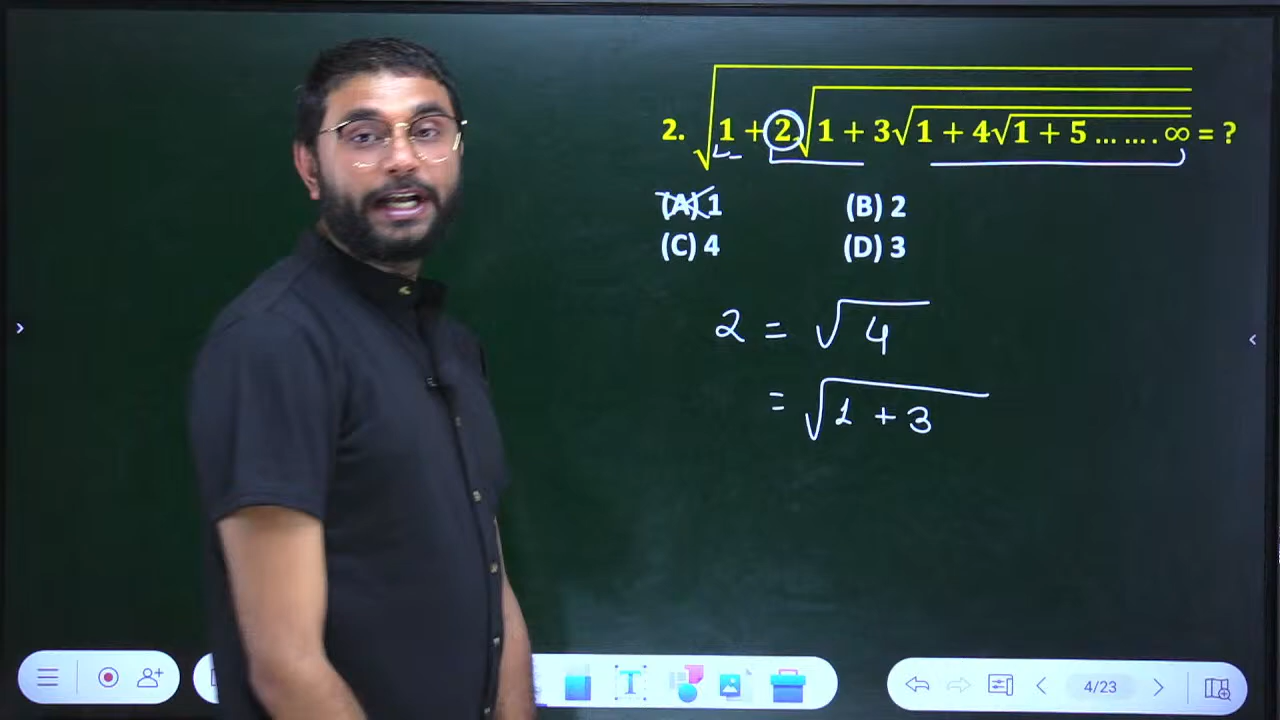 2. √1 + 2√1 + 3√1 + 4√1 + 5 ... ... . ∞ = ?
(A) 1 (B) 2
(C) 4 (D) 3
2 = √4
= √1 + 3
T
4/23